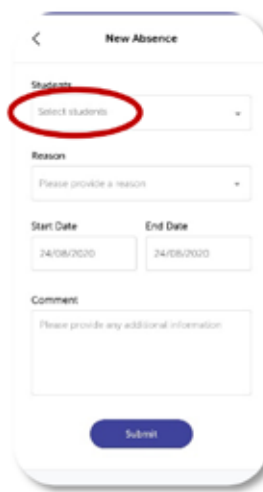 New Absence
Students
Select students
Reason
Please provide a reason
Start Date End Date
24/08/2020 24/08/2020
Comment
Please provide any additional information
Submit